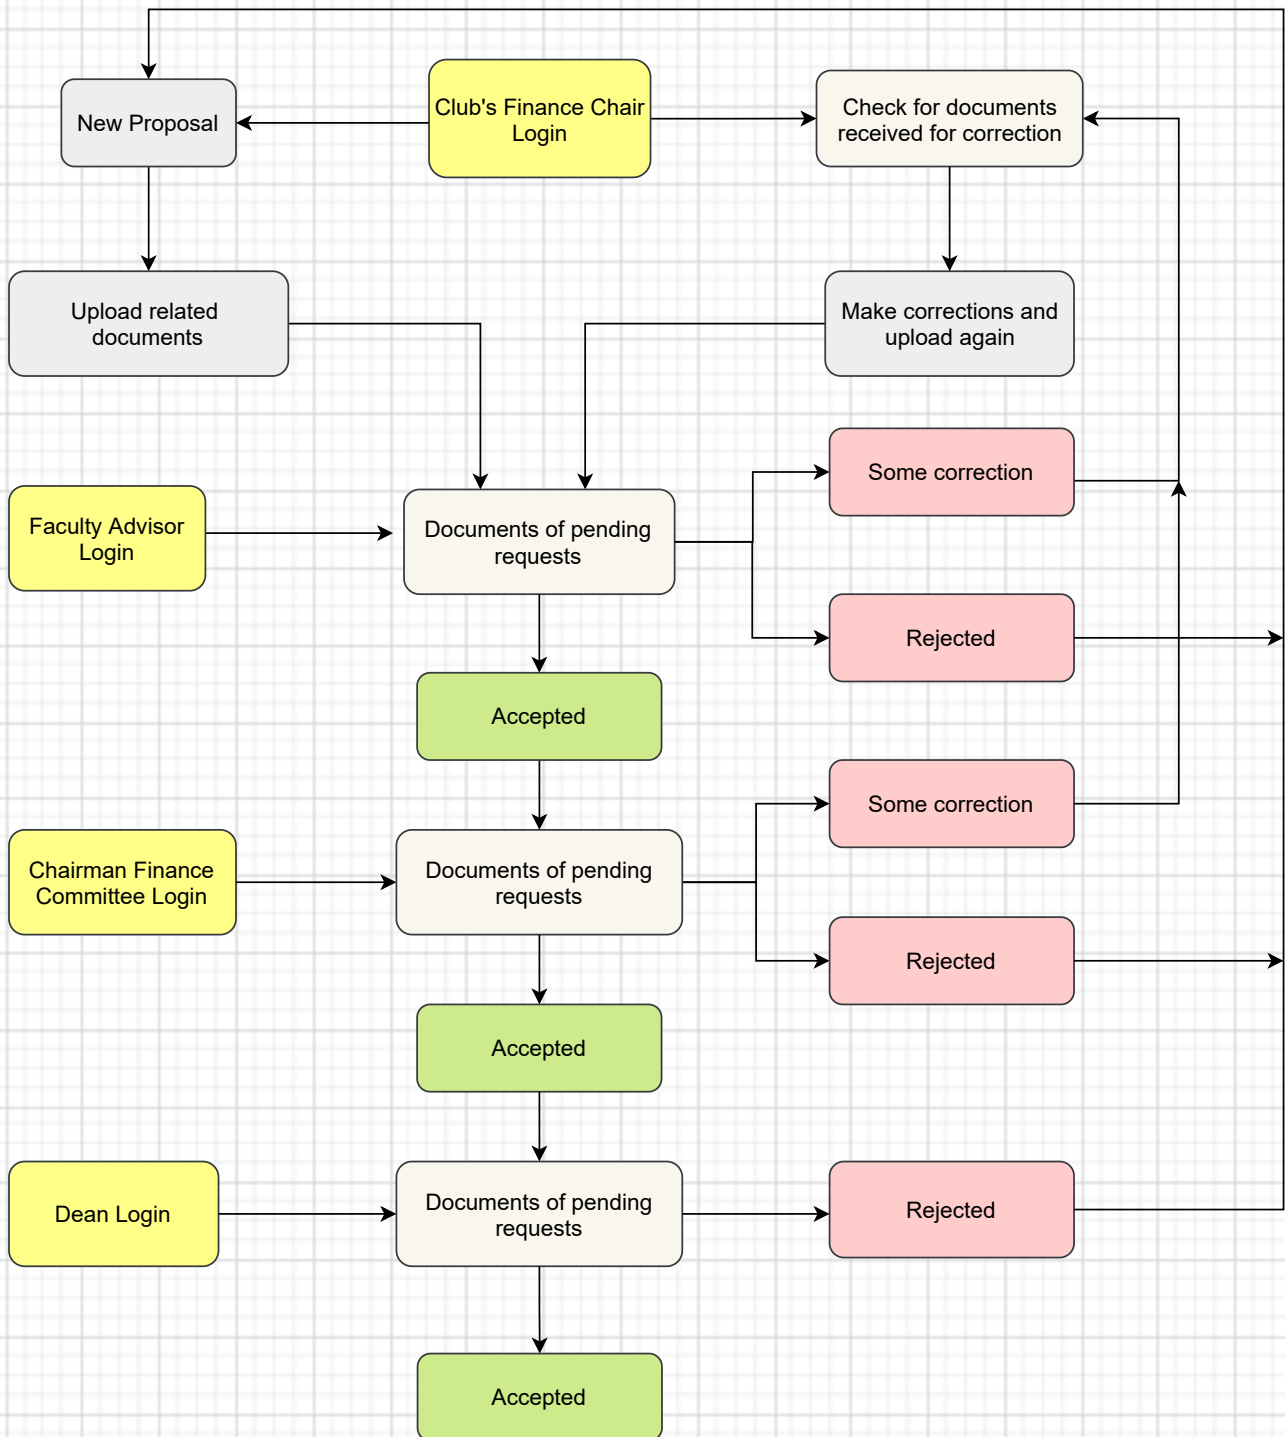 New Proposal
Club's Finance Chair
Login
Check for documents
received for correction
Upload related
documents
Make corrections and
upload again
Some correction
Faculty Advisor
Login
Documents of pending
requests
Rejected
Accepted
Some correction
Chairman Finance
Committee Login
Documents of pending
requests
Rejected
Accepted
Dean Login
Documents of pending
requests
Rejected
Accepted